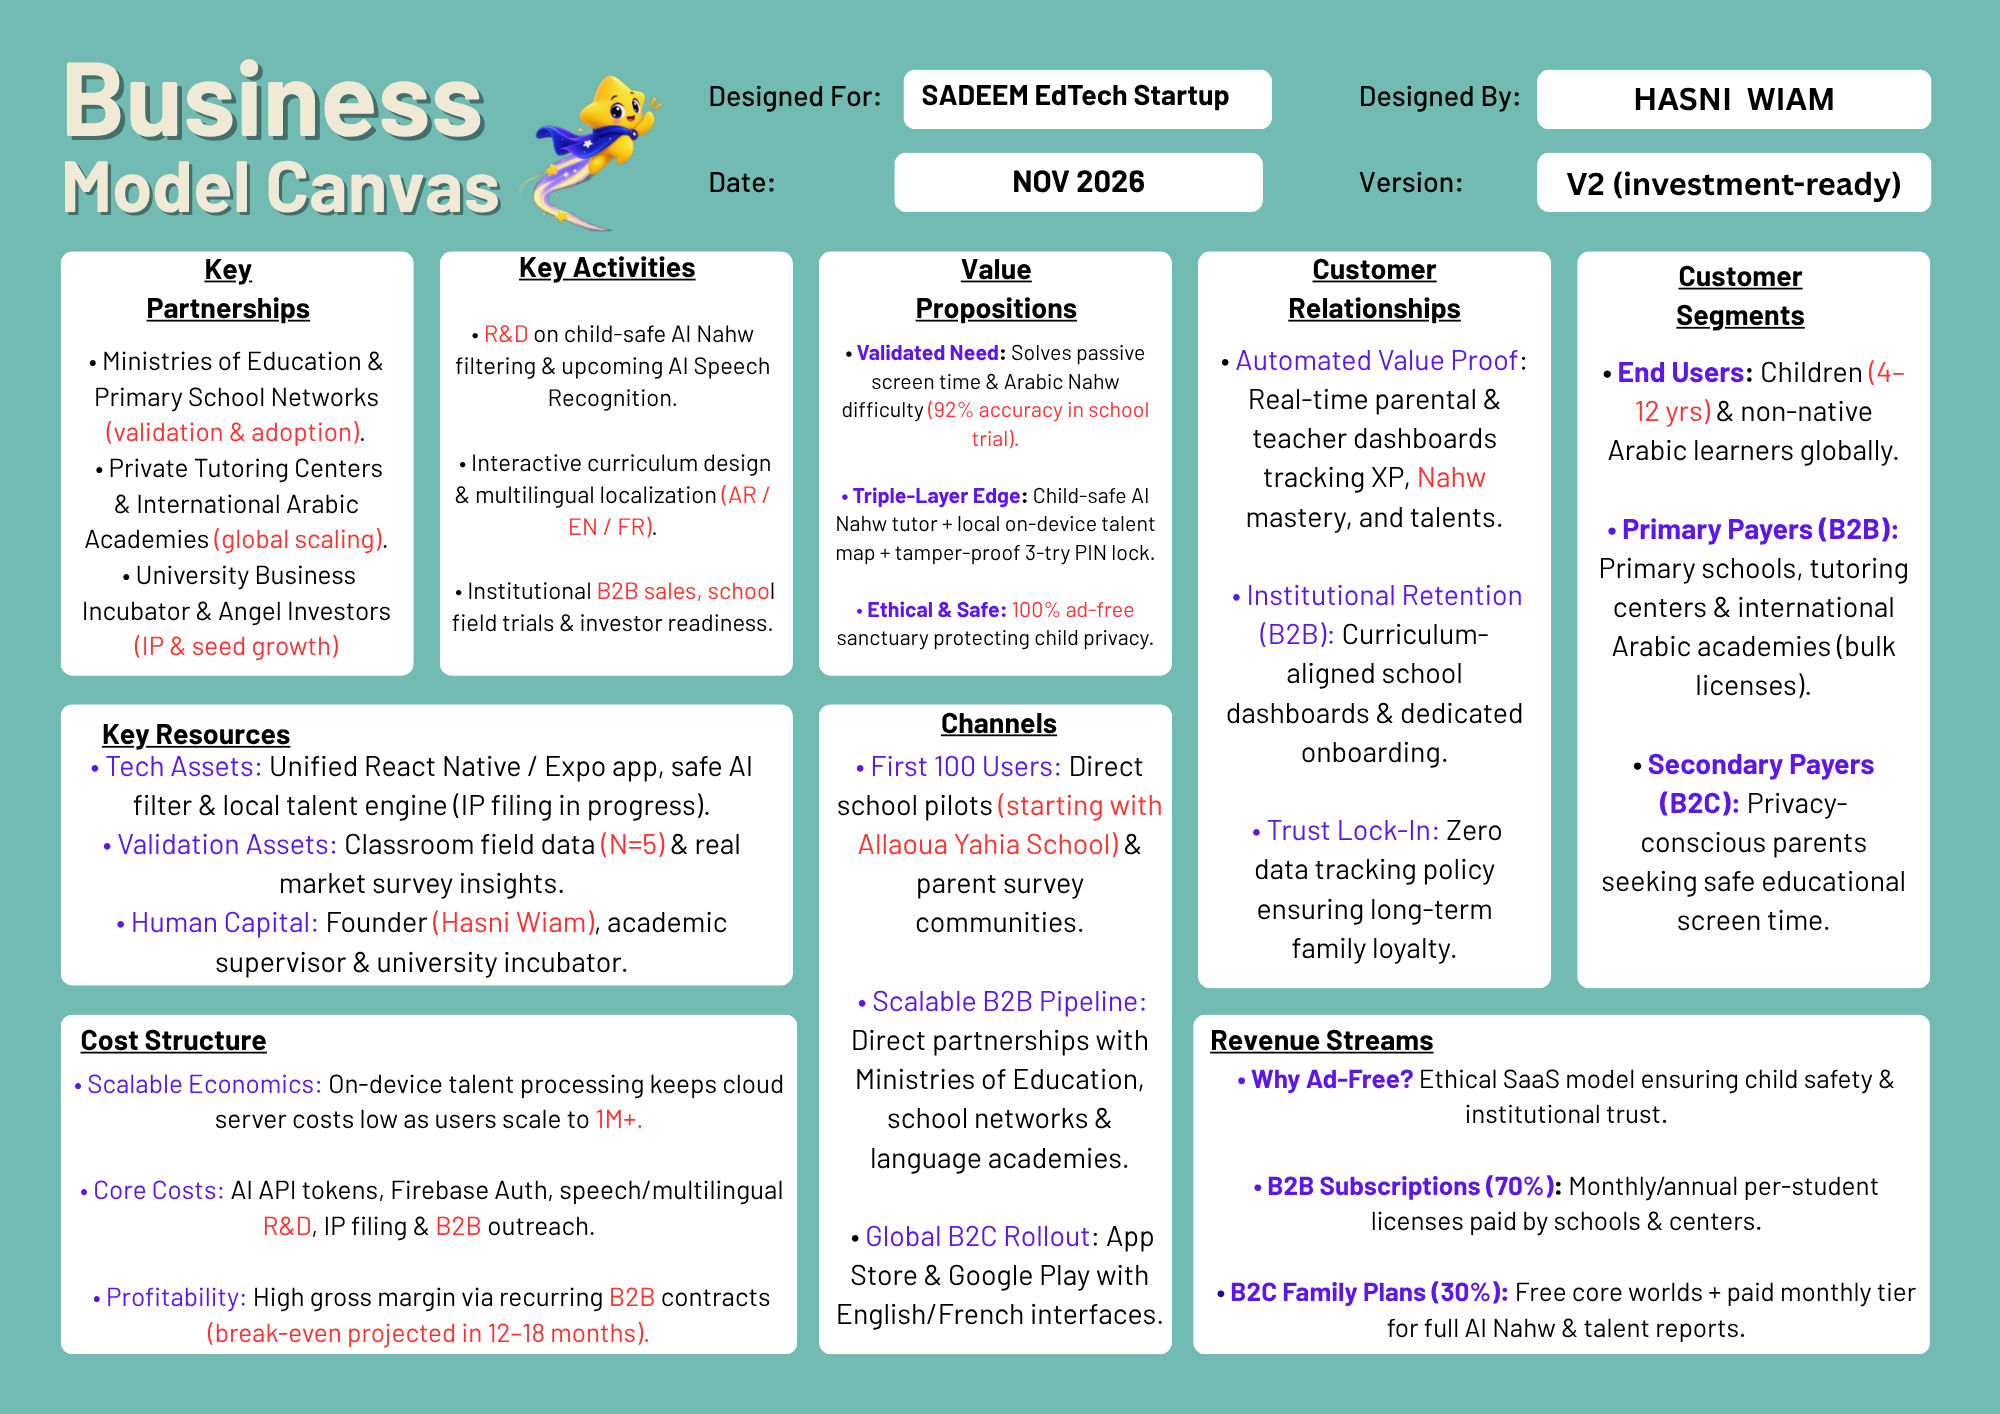 Business
Model Canvas
Designed For:
SADEEM EdTech Startup
Designed By:
HASNI  WIAM
Date:
NOV 2026
Version:
V2 (investment-ready)
Key
Partnerships
• Ministries of Education &
Primary School Networks
(validation & adoption).
• Private Tutoring Centers
& International Arabic
Academies (global scaling).
• University Business
Incubator & Angel Investors
(IP & seed growth)
Key Activities
• R&D on child-safe AI Nahw
filtering & upcoming AI Speech
Recognition.
• Interactive curriculum design
& multilingual localization (AR /
EN / FR).
• Institutional B2B sales, school
field trials & investor readiness.
Value
Propositions
• Validated Need: Solves passive
screen time & Arabic Nahw
difficulty (92% accuracy in school
trial).
• Triple-Layer Edge: Child-safe AI
Nahw tutor + local on-device talent
map + tamper-proof 3-try PIN lock.
• Ethical & Safe: 100% ad-free
sanctuary protecting child privacy.
Customer
Relationships
• Automated Value Proof:
Real-time parental &
teacher dashboards
tracking XP, Nahw
mastery, and talents.
• Institutional Retention
(B2B): Curriculum-
aligned school
dashboards & dedicated
onboarding.
• Trust Lock-In: Zero
data tracking policy
ensuring long-term
family loyalty.
Customer
Segments
• End Users: Children (4–
12 yrs) & non-native
Arabic learners globally.
• Primary Payers (B2B):
Primary schools, tutoring
centers & international
Arabic academies (bulk
licenses).
• Secondary Payers
(B2C): Privacy-
conscious parents
seeking safe educational
screen time.
Key Resources
• Tech Assets: Unified React Native / Expo app, safe AI
filter & local talent engine (IP filing in progress).
• Validation Assets: Classroom field data (N=5) & real
market survey insights.
• Human Capital: Founder (Hasni Wiam), academic
supervisor & university incubator.
Channels
• First 100 Users: Direct
school pilots (starting with
Allaoua Yahia School) &
parent survey
communities.
• Scalable B2B Pipeline:
Direct partnerships with
Ministries of Education,
school networks &
language academies.
• Global B2C Rollout: App
Store & Google Play with
English/French interfaces.
Cost Structure
• Scalable Economics: On-device talent processing keeps cloud
server costs low as users scale to 1M+.
• Core Costs: AI API tokens, Firebase Auth, speech/multilingual
R&D, IP filing & B2B outreach.
• Profitability: High gross margin via recurring B2B contracts
(break-even projected in 12–18 months).
Revenue Streams
• Why Ad-Free? Ethical SaaS model ensuring child safety &
institutional trust.
• B2B Subscriptions (70%): Monthly/annual per-student
licenses paid by schools & centers.
• B2C Family Plans (30%): Free core worlds + paid monthly tier
for full AI Nahw & talent reports.